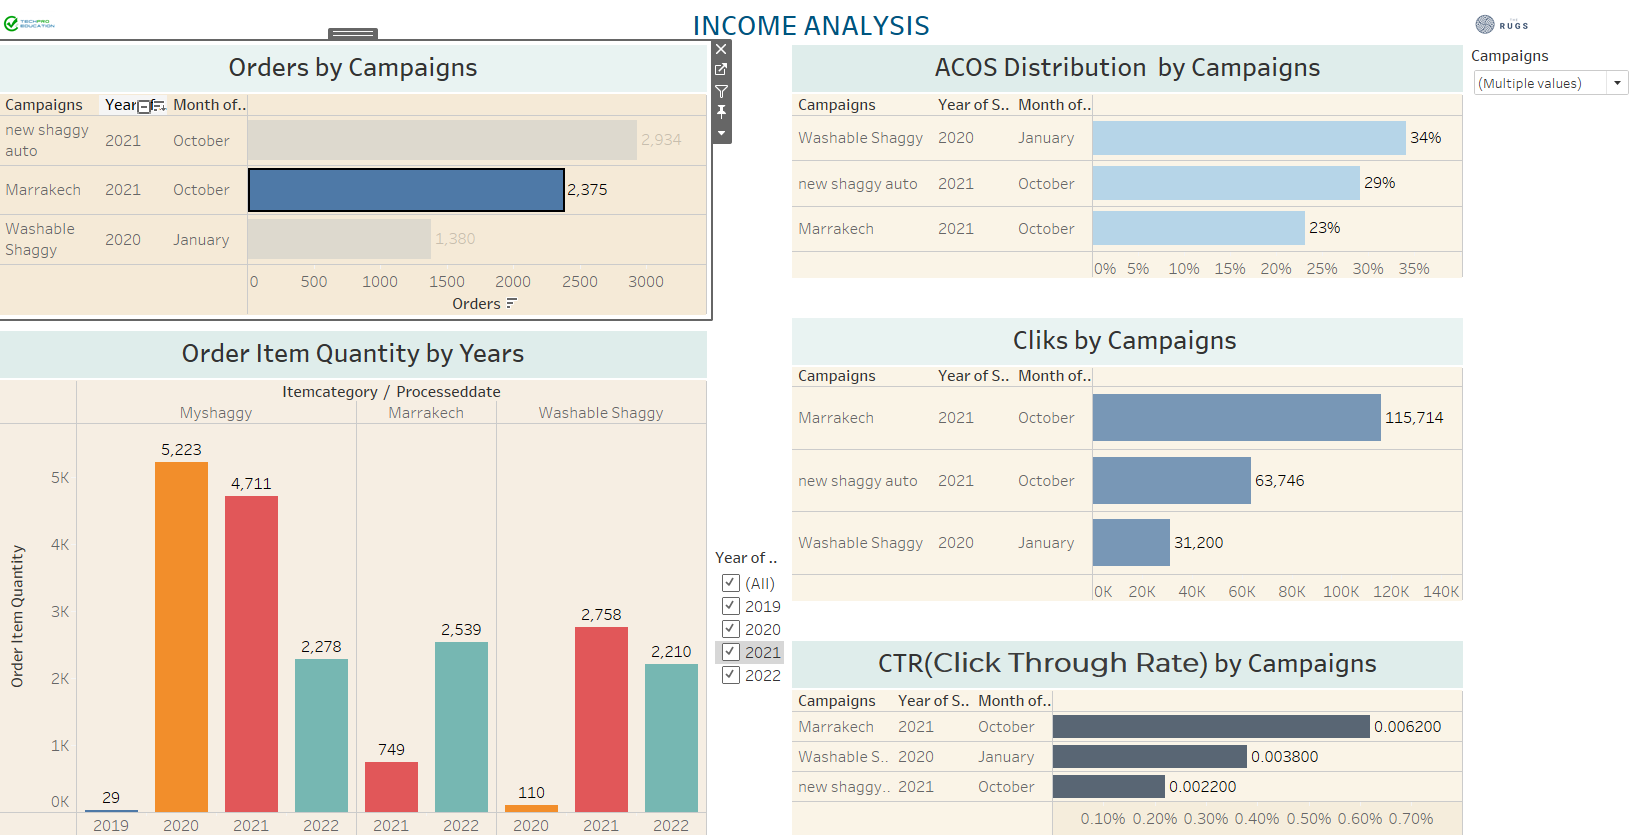 TECHPRO
EDUCATION
INCOME ANALYSIS
RUGS
Campaigns
(Multiple values)
Orders by Campaigns
Campaigns Year Month of..
new shaggy auto 2021 October 2,934
Marrakech 2021 October 2,375
Washable Shaggy 2020 January 1,380
0 500 1000 1500 2000 2500 3000
Orders
ACOS Distribution by Campaigns
Campaigns Year of S.. Month of..
Washable Shaggy 2020 January 34%
new shaggy auto 2021 October 29%
Marrakech 2021 October 23%
0% 5% 10% 15% 20% 25% 30% 35%
Order Item Quantity by Years
Itemcategory / Processeddate
Myshaggy Marrakech Washable Shaggy
Order Item Quantity
5K
4K
3K
2K
1K
0K
29 5,223 4,711 2,278 749 2,539 110 2,758 2,210
2019 2020 2021 2022 2021 2022 2020 2021 2022
Year of ..
(All)
2019
2020
2021
2022
Cliks by Campaigns
Campaigns Year of S.. Month of..
Marrakech 2021 October 115,714
new shaggy auto 2021 October 63,746
Washable Shaggy 2020 January 31,200
0K 20K 40K 60K 80K 100K 120K 140K
CTR(Click Through Rate) by Campaigns
Campaigns Year of S.. Month of..
Marrakech 2021 October 0.006200
Washable S.. 2020 January 0.003800
new shaggy.. 2021 October 0.002200
0.10% 0.20% 0.30% 0.40% 0.50% 0.60% 0.70%